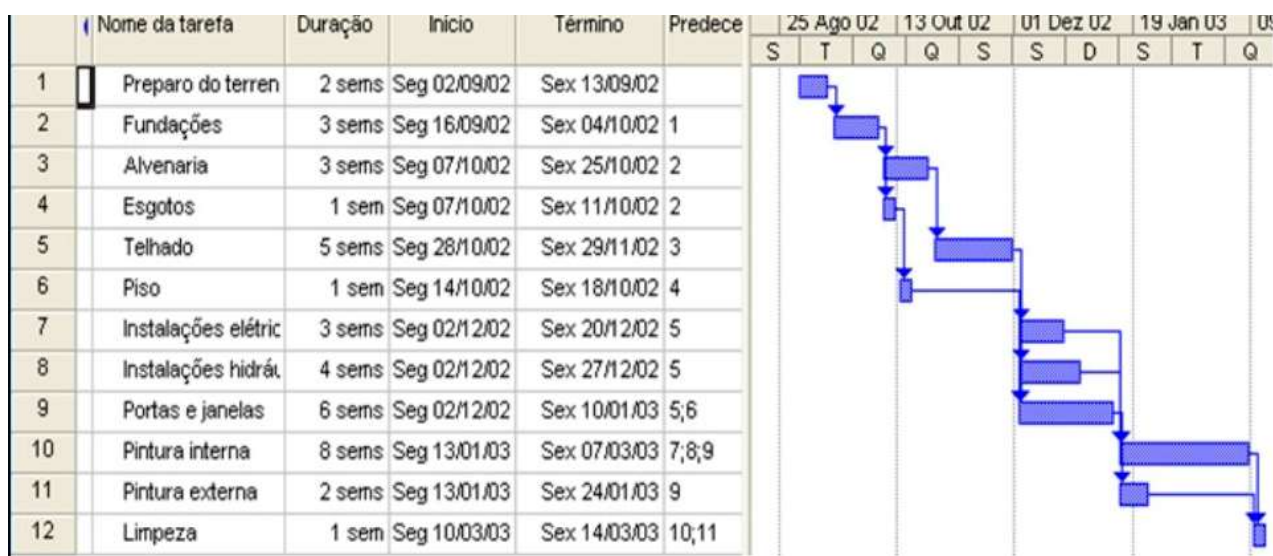 Nome da tarefa Duração Início Término Predece 25 Ago 02 13 Out 02 01 Dez 02 19 Jan 03 09
S T Q Q S S D S T Q
1 Preparo do terren 2 sems Seg 02/09/02 Sex 13/09/02
2 Fundações 3 sems Seg 16/09/02 Sex 04/10/02 1
3 Alvenaria 3 sems Seg 07/10/02 Sex 25/10/02 2
4 Esgotos 1 sem Seg 07/10/02 Sex 11/10/02 2
5 Telhado 5 sems Seg 28/10/02 Sex 29/11/02 3
6 Piso 1 sem Seg 14/10/02 Sex 18/10/02 4
7 Instalações elétric 3 sems Seg 02/12/02 Sex 20/12/02 5
8 Instalações hidráu 4 sems Seg 02/12/02 Sex 27/12/02 5
9 Portas e janelas 6 sems Seg 02/12/02 Sex 10/01/03 5;6
10 Pintura interna 8 sems Seg 13/01/03 Sex 07/03/03 7;8;9
11 Pintura externa 2 sems Seg 13/01/03 Sex 24/01/03 9
12 Limpeza 1 sem Seg 10/03/03 Sex 14/03/03 10;11